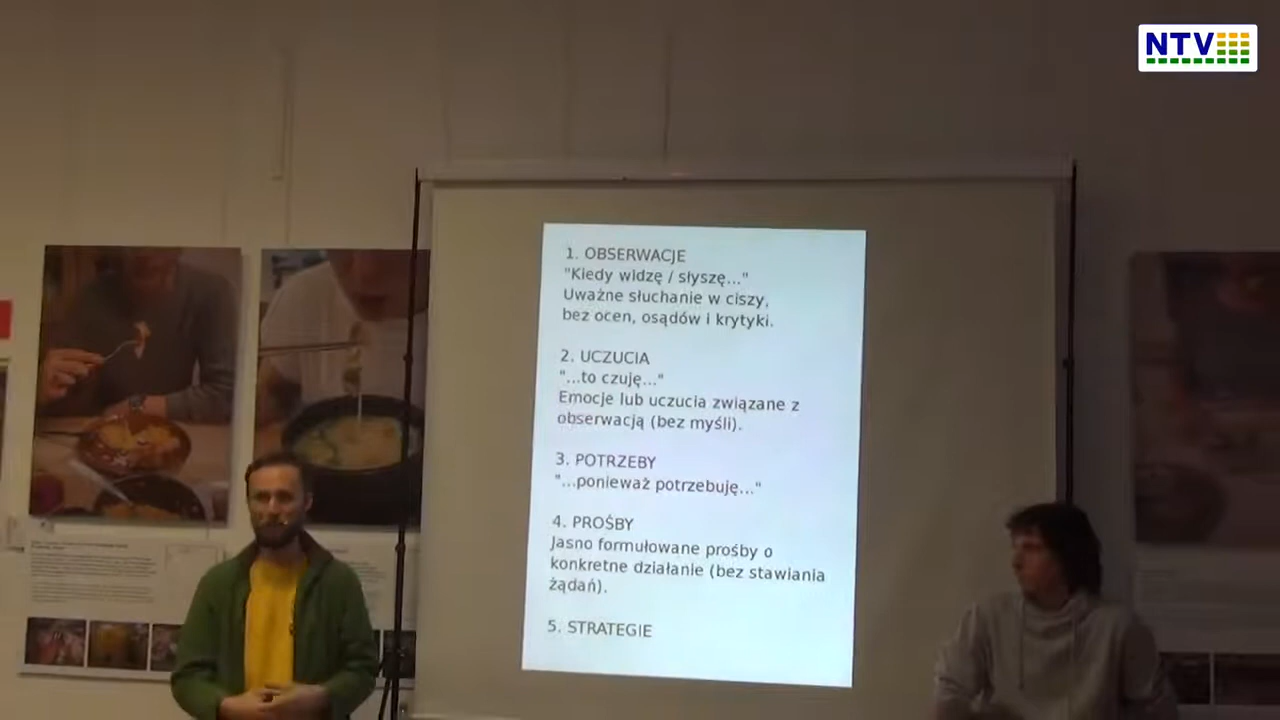 NTV
1. OBSERWACJE
"Kiedy widzę / słyszę..."
Uważne słuchanie w ciszy,
bez ocen, osądów i krytyki.
2. UCZUCIA
"...to czuję..."
Emocje lub uczucia związane z
obserwacją (bez myśli).
3. POTRZEBY
"...ponieważ potrzebuję..."
4. PROŚBY
Jasno formułowane prośby o
konkretne działanie (bez stawiania
żądań).
5. STRATEGIE